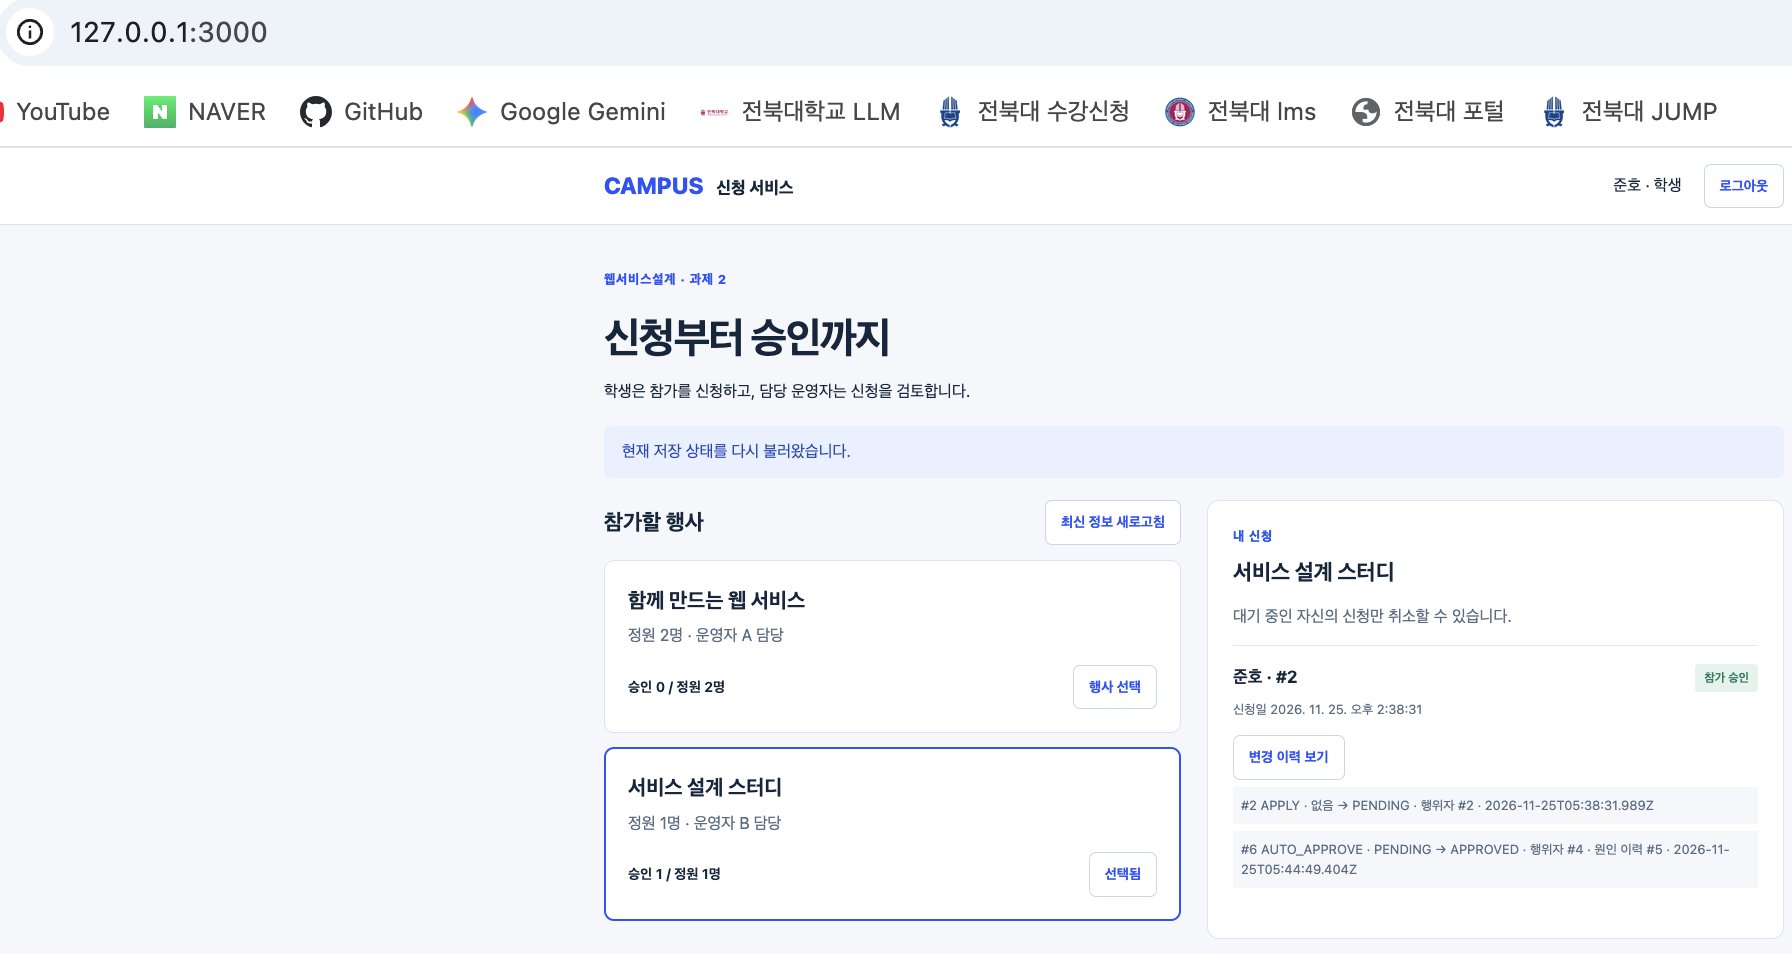 127.0.0.1:3000
YouTube NAVER GitHub Google Gemini 전북대학교 LLM 전북대 수강신청 전북대 lms 전북대 포털 전북대 JUMP
CAMPUS 신청 서비스
준호 · 학생
로그아웃
웹서비스설계 · 과제 2
신청부터 승인까지
학생은 참가를 신청하고, 담당 운영자는 신청을 검토합니다.
현재 저장 상태를 다시 불러왔습니다.
참가할 행사
최신 정보 새로고침
함께 만드는 웹 서비스
정원 2명 · 운영자 A 담당
승인 0 / 정원 2명
행사 선택
서비스 설계 스터디
정원 1명 · 운영자 B 담당
승인 1 / 정원 1명
선택됨
내 신청
서비스 설계 스터디
대기 중인 자신의 신청만 취소할 수 있습니다.
준호 · #2
참가 승인
신청일 2026. 11. 25. 오후 2:38:31
변경 이력 보기
#2 APPLY · 없음 → PENDING · 행위자 #2 · 2026-11-25T05:38:31.989Z
#6 AUTO_APPROVE · PENDING → APPROVED · 행위자 #4 · 원인 이력 #5 · 2026-11-
25T05:44:49.404Z